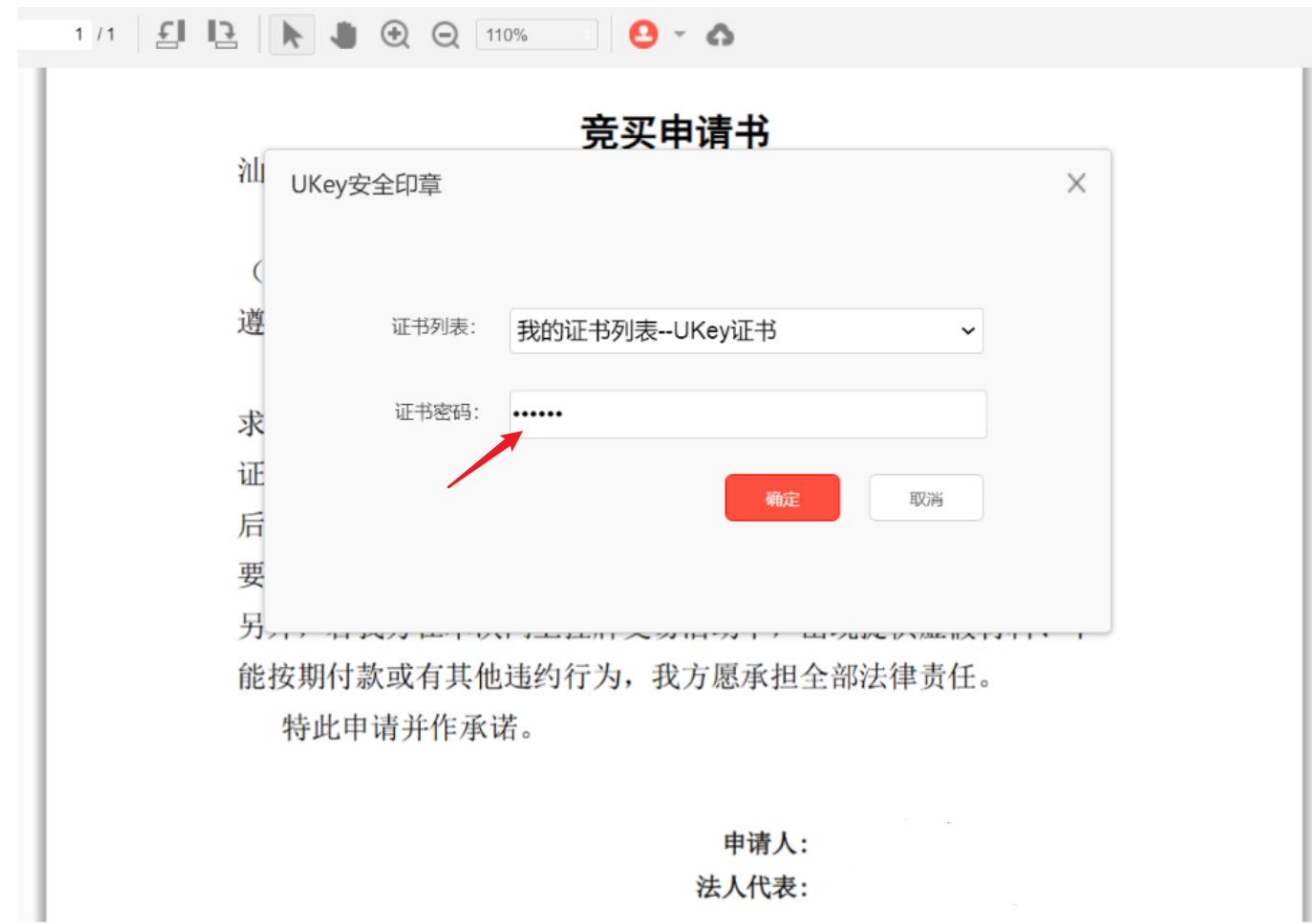 1 / 1 110%
竞买申请书
汕
UKey安全印章
（
遵
证书列表： 我的证书列表--UKey证书
求
证书密码： ••••••
证
确定 取消
后
要
能按期付款或有其他违约行为，我方愿承担全部法律责任。
特此申请并作承诺。
申请人：
法人代表：